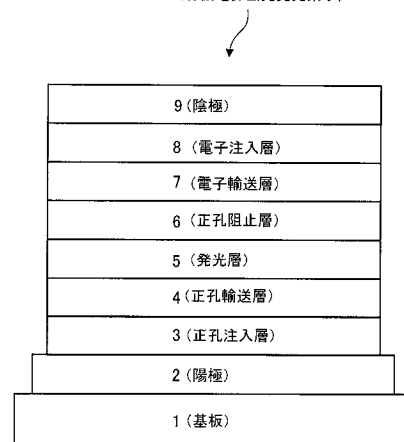 9 (陰極)
8 (電子注入層)
7 (電子輸送層)
6 (正孔阻止層)
5 (発光層)
4 (正孔輸送層)
3 (正孔注入層)
2 (陽極)
1 (基板)